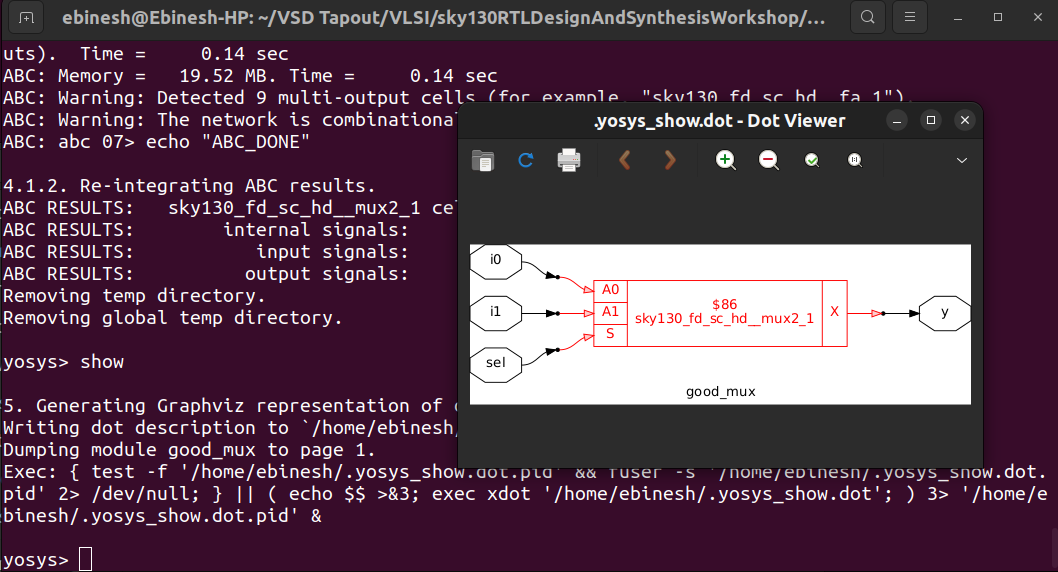 ebinesh@Ebinesh-HP: ~/VSD Tapout/VLSI/sky130RTLDesignAndSynthesisWorkshop/...
uts).  Time =     0.14 sec
ABC: Memory =   19.52 MB. Time =     0.14 sec
ABC: Warning: Detected 9 multi-output cells (for example, "sky130_fd_sc_hd__fa_1").
ABC: Warning: The network is combinational
ABC: abc 07> echo "ABC_DONE"
4.1.2. Re-integrating ABC results.
ABC RESULTS:   sky130_fd_sc_hd__mux2_1 cel
ABC RESULTS:        internal signals:
ABC RESULTS:           input signals:
ABC RESULTS:          output signals:
Removing temp directory.
Removing global temp directory.
yosys> show
5. Generating Graphviz representation of d
Writing dot description to `/home/ebinesh/
Dumping module good_mux to page 1.
Exec: { test -f '/home/ebinesh/.yosys_show.dot.pid' && fuser -s '/home/ebinesh/.yosys_show.dot.
pid' 2> /dev/null; } || ( echo $$ >&3; exec xdot '/home/ebinesh/.yosys_show.dot'; ) 3> '/home/e
binesh/.yosys_show.dot.pid' &
yosys>
.yosys_show.dot - Dot Viewer
i0
i1
sel
A0
A1
S
$86
sky130_fd_sc_hd__mux2_1
X
y
good_mux